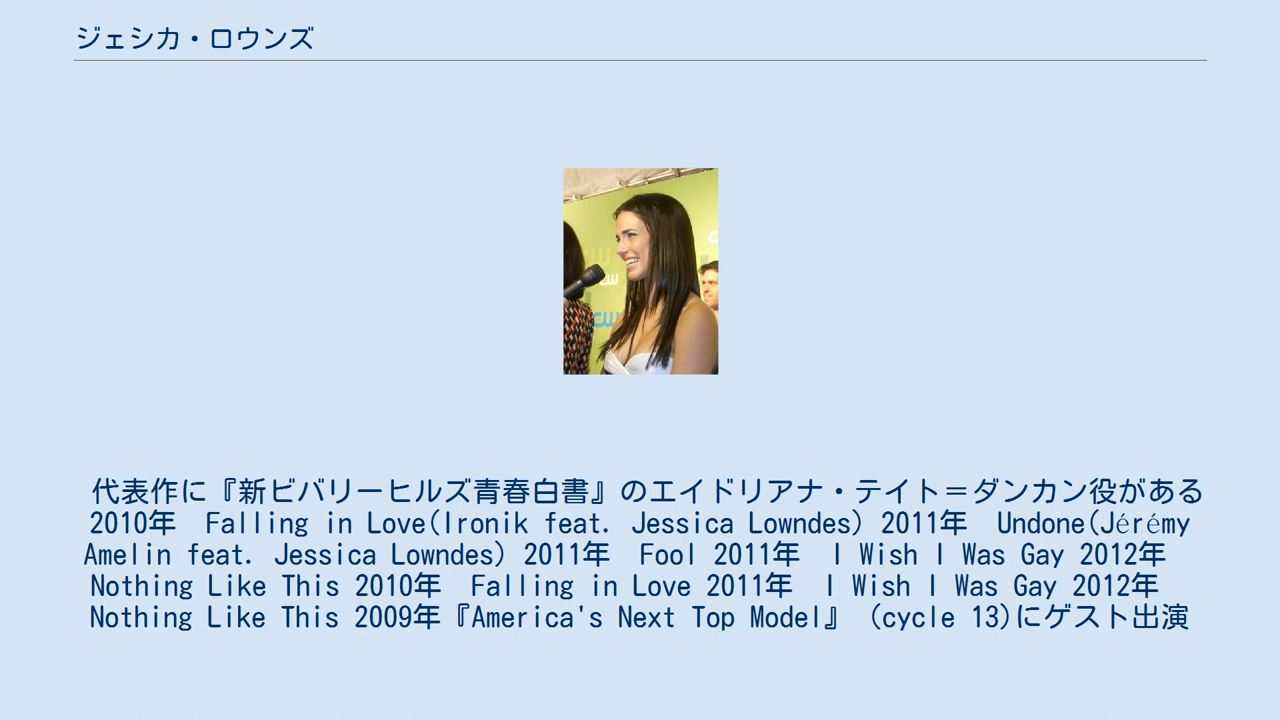 ジェシカ・ロウンズ
CW
CW
代表作に『新ビバリーヒルズ青春白書』のエイドリアナ・テイト＝ダンカン役がある
2010年　Falling in Love(Ironik feat. Jessica Lowndes) 2011年　Undone(Jérémy
Amelin feat. Jessica Lowndes) 2011年　Fool 2011年　I Wish I Was Gay 2012年
Nothing Like This 2010年　Falling in Love 2011年　I Wish I Was Gay 2012年
Nothing Like This 2009年『America's Next Top Model』 (cycle 13)にゲスト出演